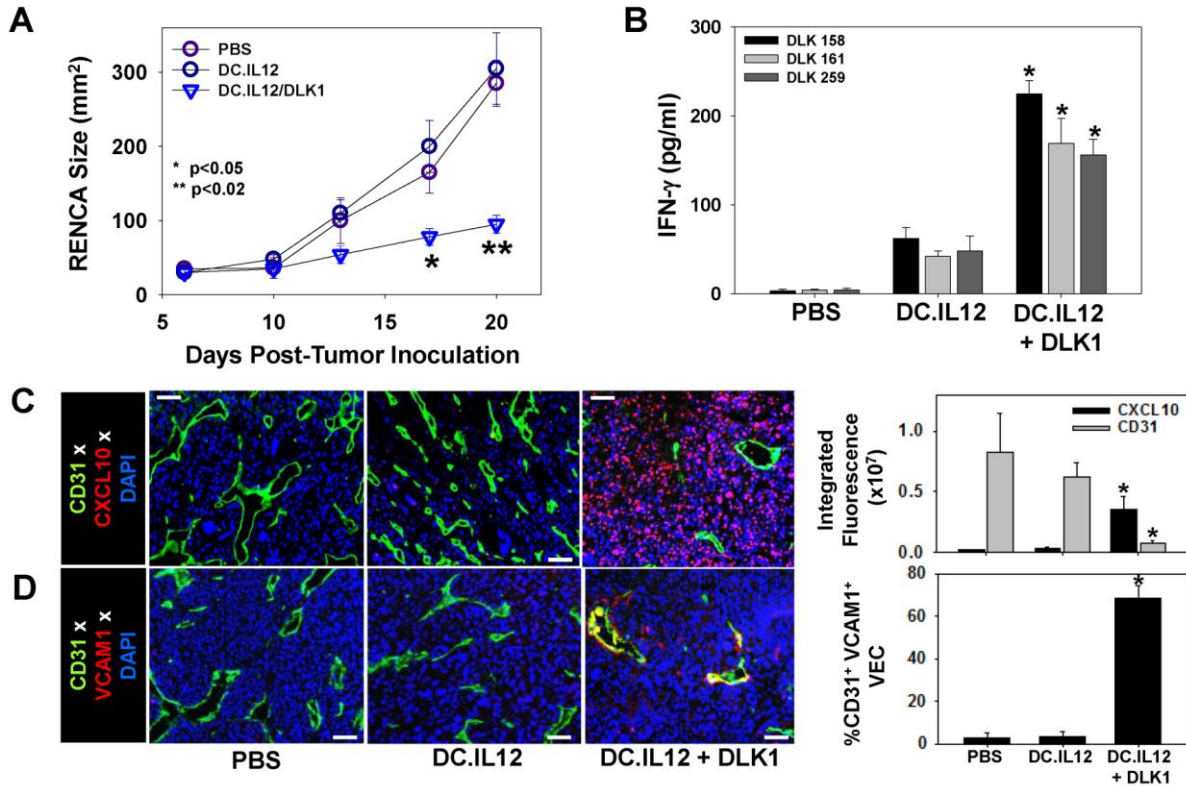 A
PBS
DC.IL12
DC.IL12/DLK1
300
200
100
0
* p<0.05
** p<0.02
*
**
RENCA Size (mm²)
5
10
15
20
Days Post-Tumor Inoculation
B
DLK 158
DLK 161
DLK 259
300
200
100
0
IFN-γ (pg/ml)
*
*
*
PBS
DC.IL12
DC.IL12
+ DLK1
C
CD31 x
CXCL10 x
DAPI
CXCL10
CD31
Integrated
Fluorescence
(x10⁷)
1.0
0.5
0.0
*
*
D
CD31 x
VCAM1 x
DAPI
PBS
DC.IL12
DC.IL12 + DLK1
%CD31⁺ VCAM1⁺
VEC
80
60
40
20
0
*
PBS
DC.IL12
DC.IL12
+ DLK1